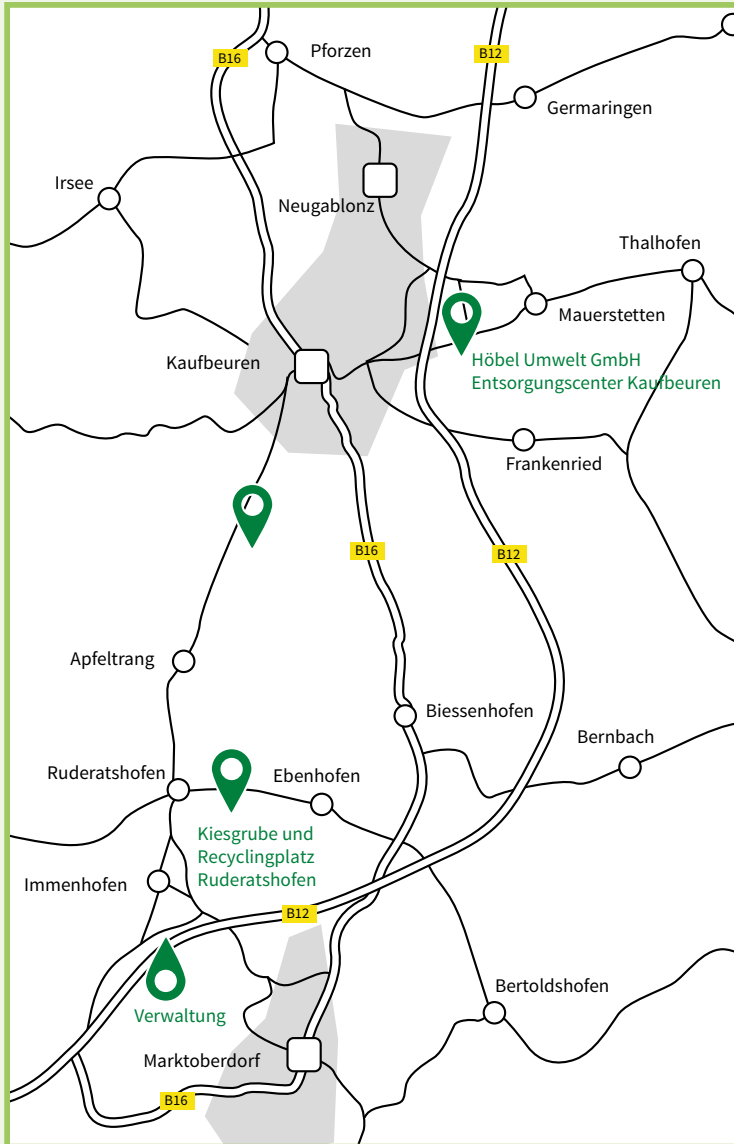 B16
Pforzen
B12
Germaringen
Irsee
Neugablonz
Thalhofen
Mauerstetten
Kaufbeuren
Höbel Umwelt GmbH
Entsorgungscenter Kaufbeuren
Frankenried
B16
B12
Apfeltrang
Biessenhofen
Bernbach
Ruderatshofen
Ebenhofen
Kiesgrube und
Recyclingplatz
Ruderatshofen
Immenhofen
B12
Bertoldshofen
Verwaltung
Marktoberdorf
B16